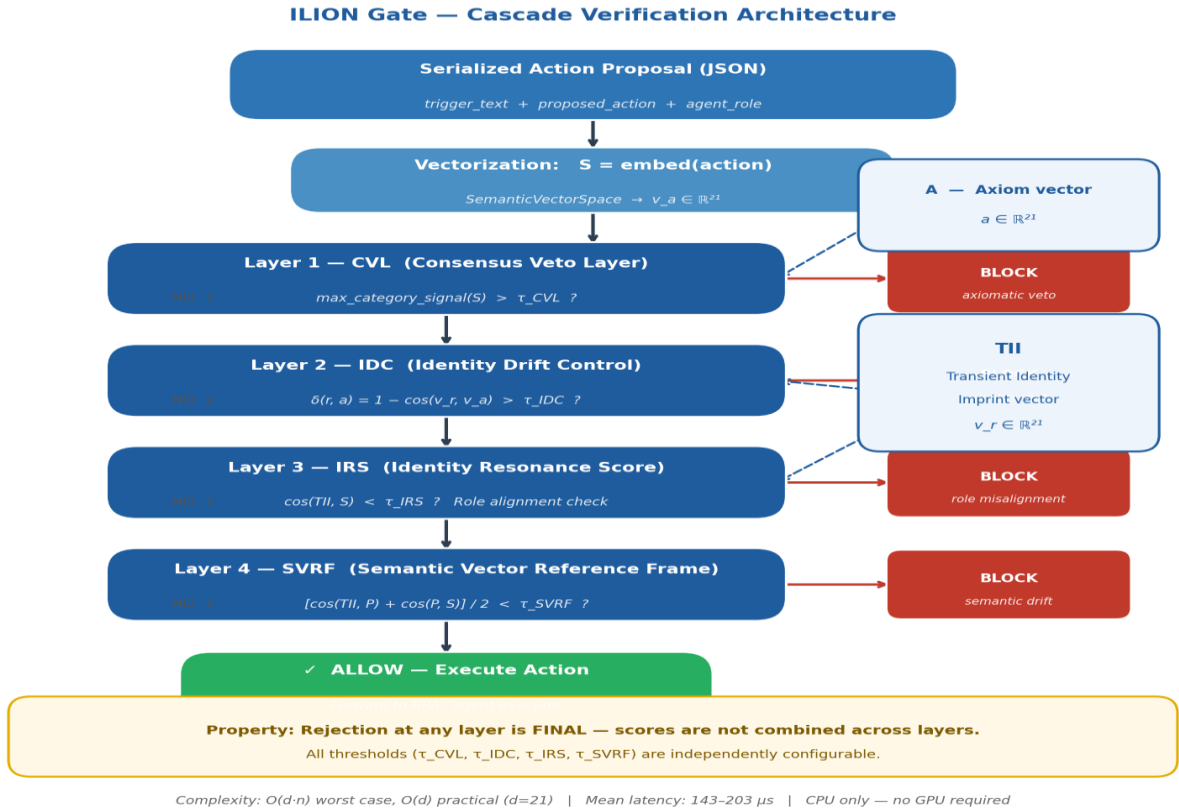 ILION Gate — Cascade Verification Architecture
Serialized Action Proposal (JSON)
trigger_text + proposed_action + agent_role
Vectorization: S = embed(action)
SemanticVectorSpace → v_a ∈ ℝ²¹
A — Axiom vector
a ∈ ℝ²¹
Layer 1 — CVL (Consensus Veto Layer)
max_category_signal(S) > τ_CVL ?
BLOCK
axiomatic veto
Layer 2 — IDC (Identity Drift Control)
δ(r, a) = 1 − cos(v_r, v_a) > τ_IDC ?
TII
Transient Identity
Imprint vector
v_r ∈ ℝ²¹
Layer 3 — IRS (Identity Resonance Score)
cos(TII, S) < τ_IRS ? Role alignment check
BLOCK
role misalignment
Layer 4 — SVRF (Semantic Vector Reference Frame)
[cos(TII, P) + cos(P, S)] / 2 < τ_SVRF ?
BLOCK
semantic drift
✓ ALLOW — Execute Action
Property: Rejection at any layer is FINAL — scores are not combined across layers.
All thresholds (τ_CVL, τ_IDC, τ_IRS, τ_SVRF) are independently configurable.
Complexity: O(d·n) worst case, O(d) practical (d=21) | Mean latency: 143–203 μs | CPU only — no GPU required